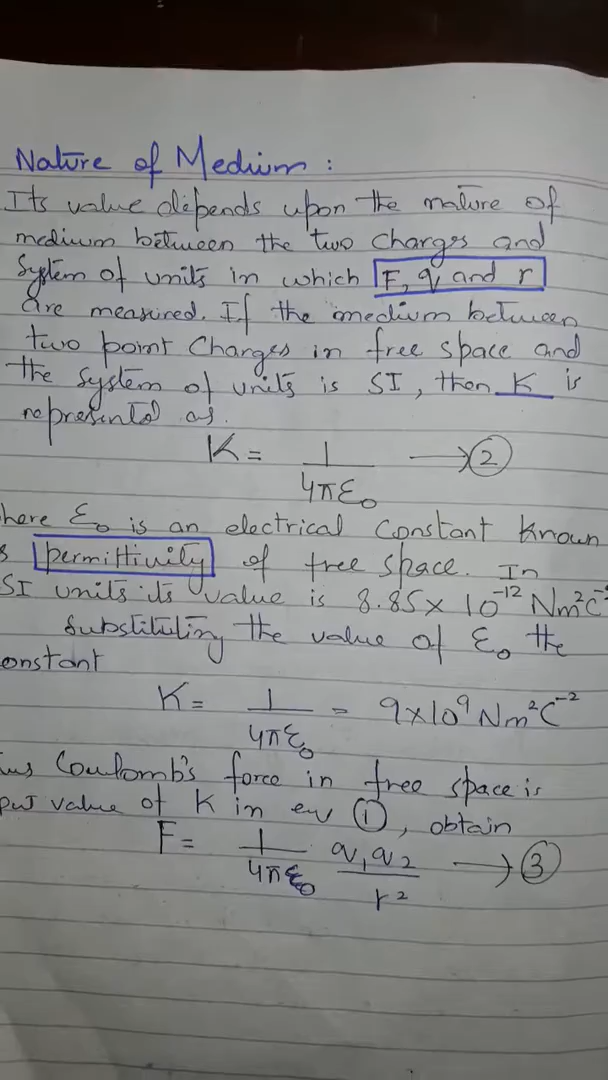 Nature of Medium :
Its value depends upon the nature of
medium between the two charges and
System of units in which F, q and r
are measured. If the medium between
two point Charges in free space and
the System of units is SI, then K is
represented as.
K = 1/4πε₀ → ②
here ε₀ is an electrical Constant Known
s permittivity of free space. In
SI units its value is 8.85 × 10⁻¹² Nm²C⁻
Substituting the value of ε₀ the
onstant
K = 1/4πε₀ = 9×10⁹ Nm²C⁻²
us Coulomb's force in free space is
put value of K in eq ①, obtain
F = 1/4πε₀ q₁q₂/r² → ③